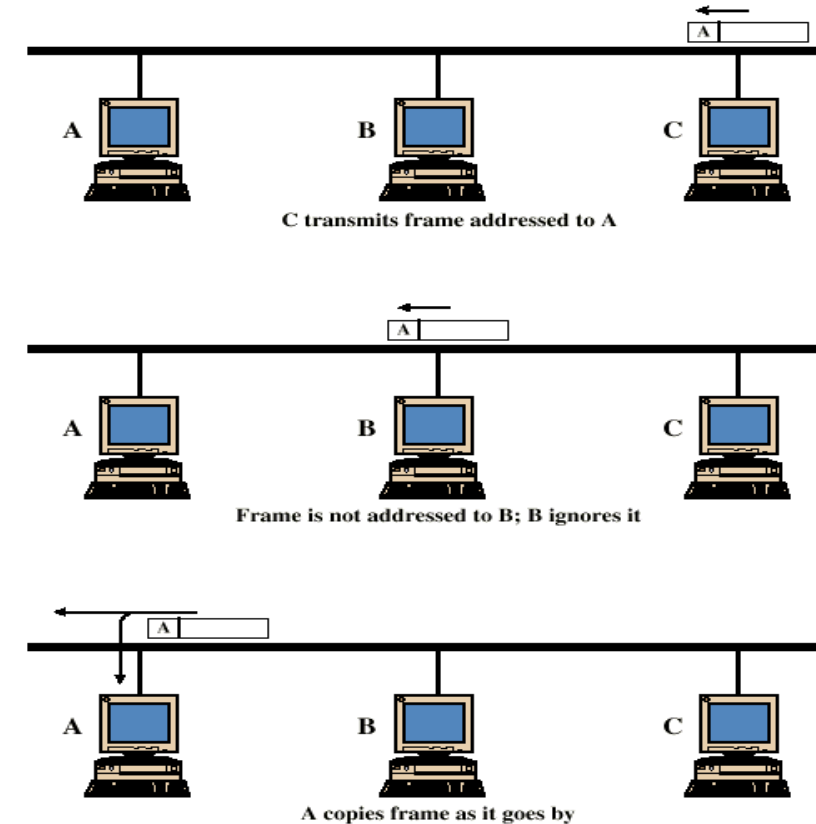 A
A B C
C transmits frame addressed to A
A
A B C
Frame is not addressed to B; B ignores it
A
A B C
A copies frame as it goes by